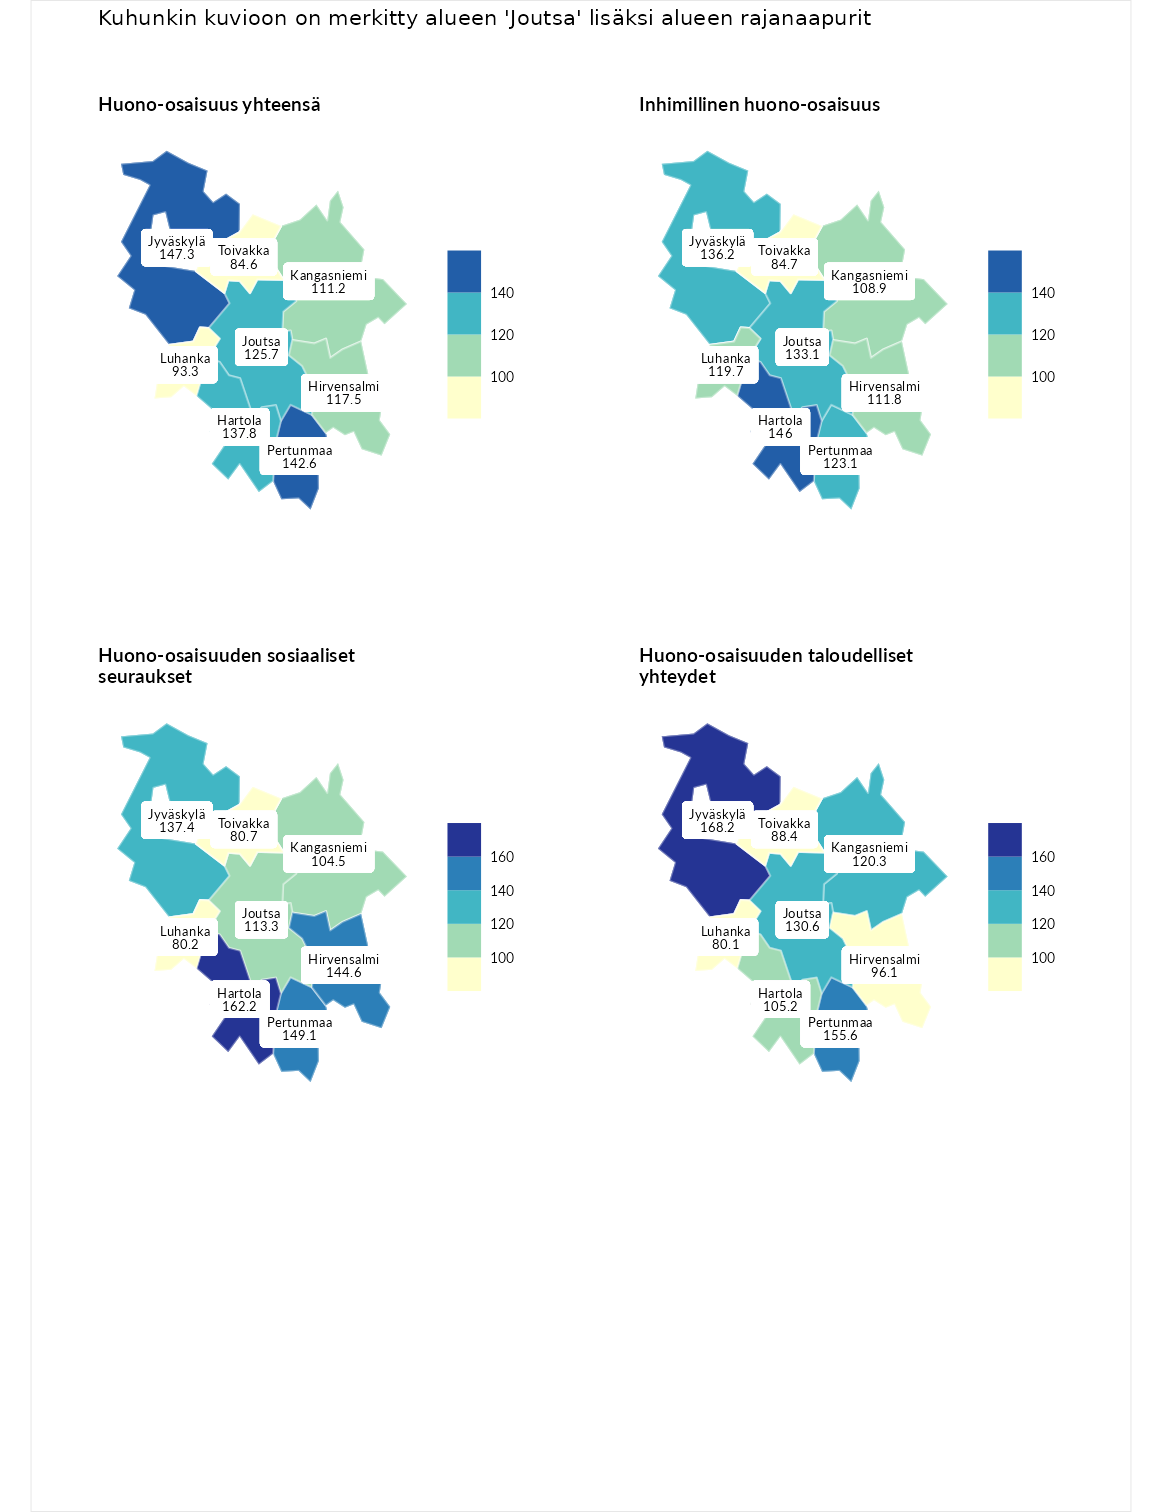 Kuhunkin kuvioon on merkitty alueen 'Joutsa' lisäksi alueen rajanaapurit
Huono-osaisuus yhteensä
Jyväskylä
147.3
Toivakka
84.6
Kangasniemi
111.2
Joutsa
125.7
Luhanka
93.3
Hirvensalmi
117.5
Hartola
137.8
Pertunmaa
142.6
140
120
100
Inhimillinen huono-osaisuus
Jyväskylä
136.2
Toivakka
84.7
Kangasniemi
108.9
Joutsa
133.1
Luhanka
119.7
Hirvensalmi
111.8
Hartola
146
Pertunmaa
123.1
140
120
100
Huono-osaisuuden sosiaaliset
seuraukset
Jyväskylä
137.4
Toivakka
80.7
Kangasniemi
104.5
Joutsa
113.3
Luhanka
80.2
Hirvensalmi
144.6
Hartola
162.2
Pertunmaa
149.1
160
140
120
100
Huono-osaisuuden taloudelliset
yhteydet
Jyväskylä
168.2
Toivakka
88.4
Kangasniemi
120.3
Joutsa
130.6
Luhanka
80.1
Hirvensalmi
96.1
Hartola
105.2
Pertunmaa
155.6
160
140
120
100